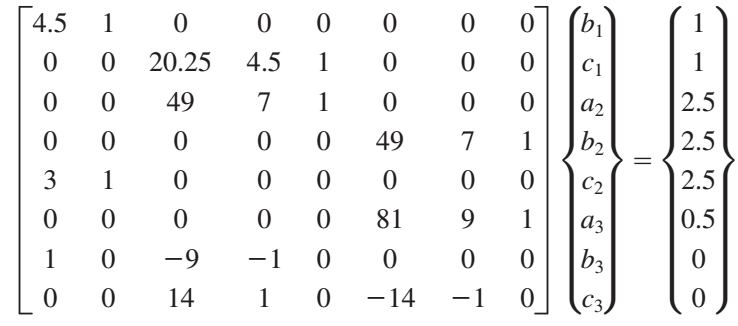 4.5 1 0 0 0 0 0 0 b₁ 1
0 0 20.25 4.5 1 0 0 0 c₁ 1
0 0 49 7 1 0 0 0 a₂ 2.5
0 0 0 0 0 49 7 1 b₂ = 2.5
3 1 0 0 0 0 0 0 c₂ 2.5
0 0 0 0 0 81 9 1 a₃ 0.5
1 0 −9 −1 0 0 0 0 b₃ 0
0 0 14 1 0 −14 −1 0 c₃ 0